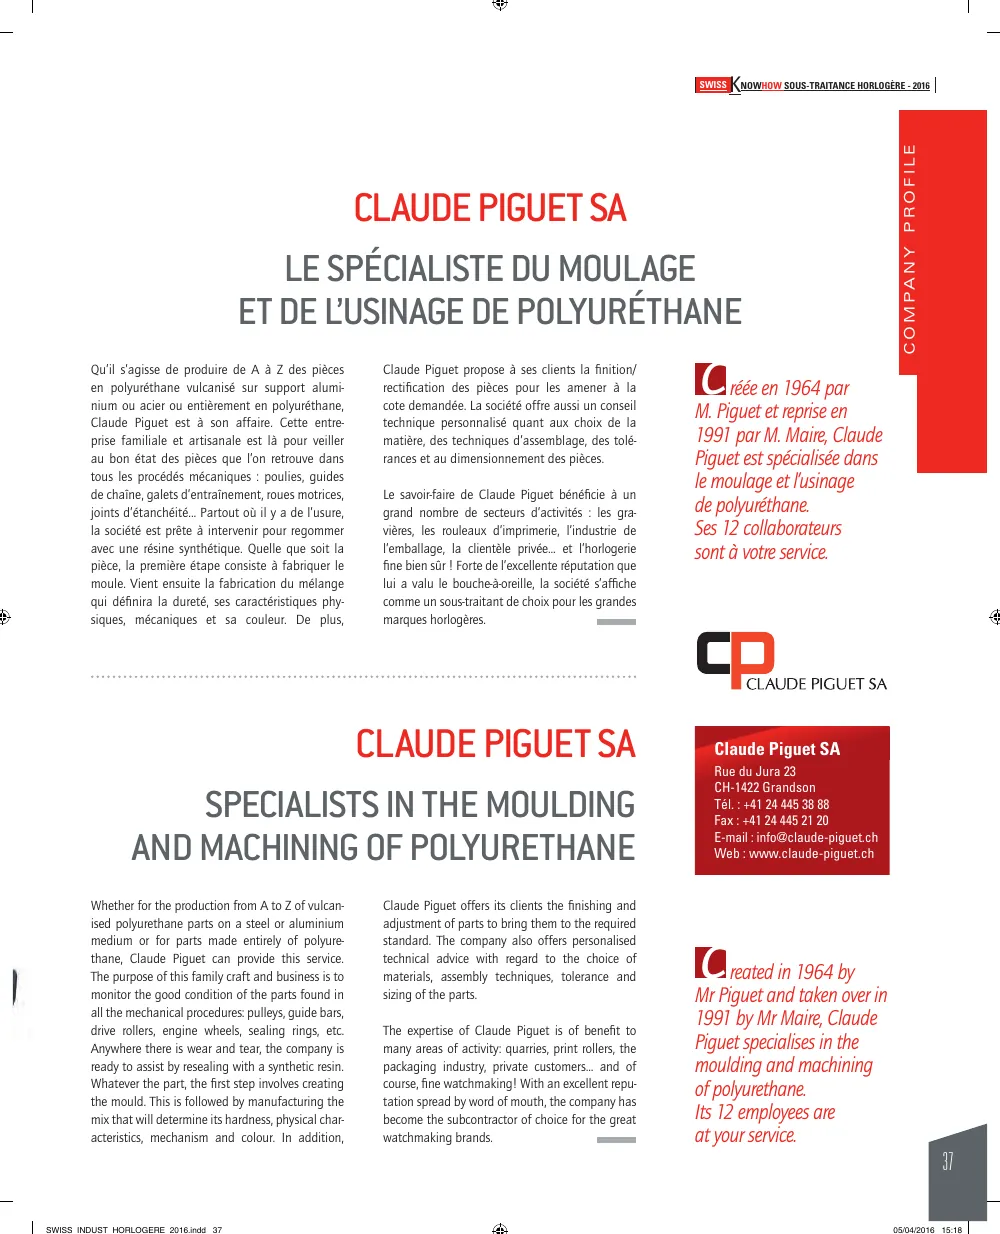 SWISS KNOWHOW SOUS-TRAITANCE HORLOGÈRE - 2016
COMPANY PROFILE
CLAUDE PIGUET SA
LE SPÉCIALISTE DU MOULAGE
ET DE L’USINAGE DE POLYURÉTHANE
Qu’il s’agisse de produire de A à Z des pièces
en polyuréthane vulcanisé sur support alumi-
nium ou acier ou entièrement en polyuréthane,
Claude Piguet est à son affaire. Cette entre-
prise familiale et artisanale est là pour veiller
au bon état des pièces que l’on retrouve dans
tous les procédés mécaniques : poulies, guides
de chaîne, galets d’entraînement, roues motrices,
joints d’étanchéité... Partout où il y a de l’usure,
la société est prête à intervenir pour regommer
avec une résine synthétique. Quelle que soit la
pièce, la première étape consiste à fabriquer le
moule. Vient ensuite la fabrication du mélange
qui définira la dureté, ses caractéristiques phy-
siques, mécaniques et sa couleur. De plus,
Claude Piguet propose à ses clients la finition/
rectification des pièces pour les amener à la
cote demandée. La société offre aussi un conseil
technique personnalisé quant aux choix de la
matière, des techniques d’assemblage, des tolé-
rances et au dimensionnement des pièces.
Le savoir-faire de Claude Piguet bénéficie à un
grand nombre de secteurs d’activités : les gra-
vières, les rouleaux d’imprimerie, l’industrie de
l’emballage, la clientèle privée... et l’horlogerie
fine bien sûr ! Forte de l’excellente réputation que
lui a valu le bouche-à-oreille, la société s’affiche
comme un sous-traitant de choix pour les grandes
marques horlogères.
Créée en 1964 par
M. Piguet et reprise en
1991 par M. Maire, Claude
Piguet est spécialisée dans
le moulage et l’usinage
de polyuréthane.
Ses 12 collaborateurs
sont à votre service.
CP
CLAUDE PIGUET SA
Claude Piguet SA
Rue du Jura 23
CH-1422 Grandson
Tél. : +41 24 445 38 88
Fax : +41 24 445 21 20
E-mail : info@claude-piguet.ch
Web : www.claude-piguet.ch
CLAUDE PIGUET SA
SPECIALISTS IN THE MOULDING
AND MACHINING OF POLYURETHANE
Whether for the production from A to Z of vulcan-
ised polyurethane parts on a steel or aluminium
medium or for parts made entirely of polyure-
thane, Claude Piguet can provide this service.
The purpose of this family craft and business is to
monitor the good condition of the parts found in
all the mechanical procedures: pulleys, guide bars,
drive rollers, engine wheels, sealing rings, etc.
Anywhere there is wear and tear, the company is
ready to assist by resealing with a synthetic resin.
Whatever the part, the first step involves creating
the mould. This is followed by manufacturing the
mix that will determine its hardness, physical char-
acteristics, mechanism and colour. In addition,
Claude Piguet offers its clients the finishing and
adjustment of parts to bring them to the required
standard. The company also offers personalised
technical advice with regard to the choice of
materials, assembly techniques, tolerance and
sizing of the parts.
The expertise of Claude Piguet is of benefit to
many areas of activity: quarries, print rollers, the
packaging industry, private customers... and of
course, fine watchmaking! With an excellent repu-
tation spread by word of mouth, the company has
become the subcontractor of choice for the great
watchmaking brands.
Created in 1964 by
Mr Piguet and taken over in
1991 by Mr Maire, Claude
Piguet specialises in the
moulding and machining
of polyurethane.
Its 12 employees are
at your service.
37
SWISS INDUST HORLOGERE 2016.indd 37
05/04/2016 15:18